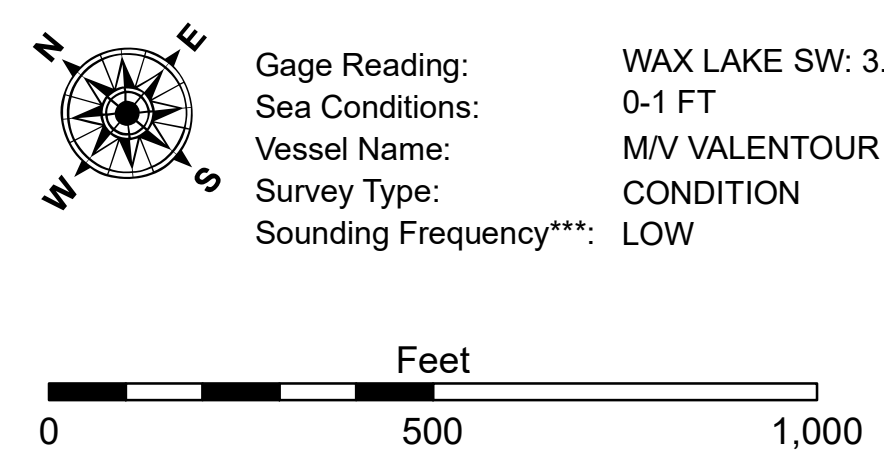 N E
W S
Gage Reading: WAX LAKE SW: 3.
Sea Conditions: 0-1 FT
Vessel Name: M/V VALENTOUR
Survey Type: CONDITION
Sounding Frequency***: LOW
Feet
0 500 1,000